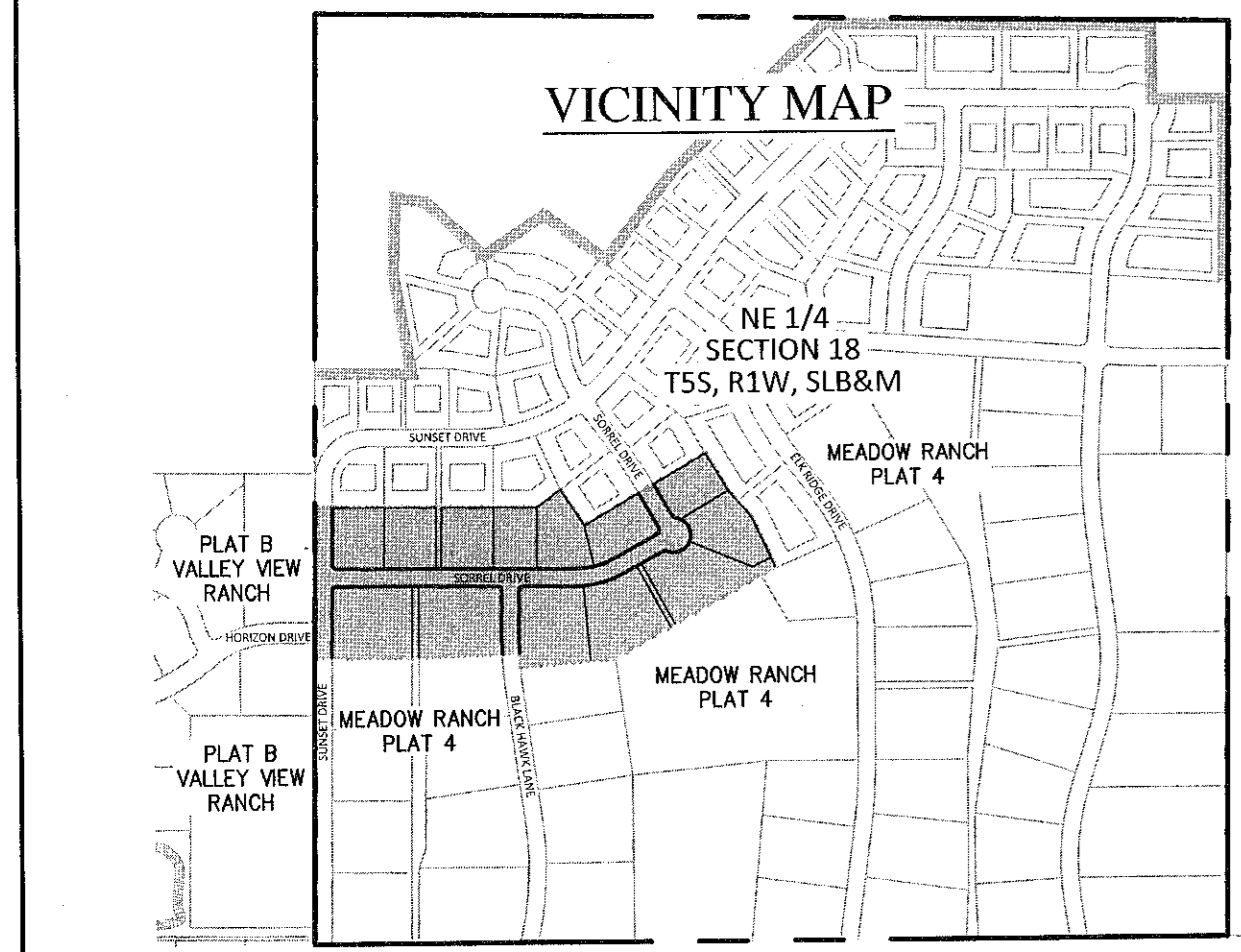 VICINITY MAP
NE 1/4
SECTION 18
T5S, R1W, SLB&M
SUNSET DRIVE
SORREL DRIVE
ELK RIDGE DRIVE
MEADOW RANCH
PLAT 4
PLAT B
VALLEY VIEW
RANCH
SORREL DRIVE
HORIZON DRIVE
MEADOW RANCH
PLAT 4
SUNSET DRIVE
MEADOW RANCH
PLAT 4
BLACK HAWK LANE
PLAT B
VALLEY VIEW
RANCH